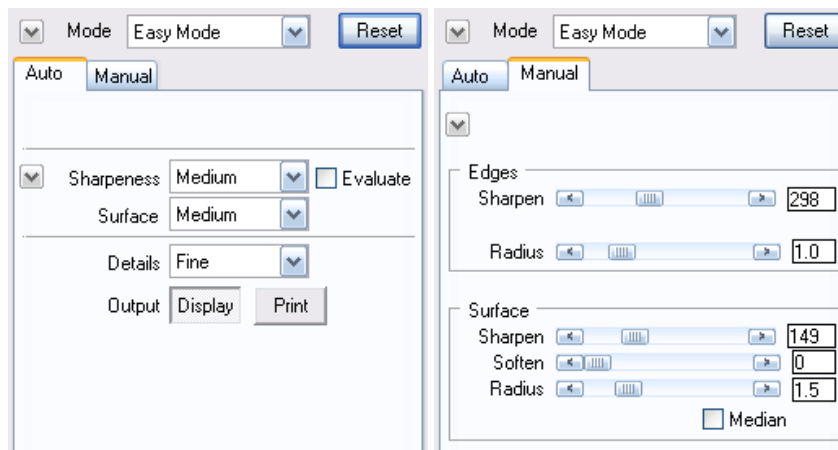 Mode Easy Mode Reset
Auto Manual
Sharpeness Medium Evaluate
Surface Medium
Details Fine
Output Display Print
Mode Easy Mode Reset
Auto Manual
Edges
Sharpen 298
Radius 1.0
Surface
Sharpen 149
Soften 0
Radius 1.5
Median